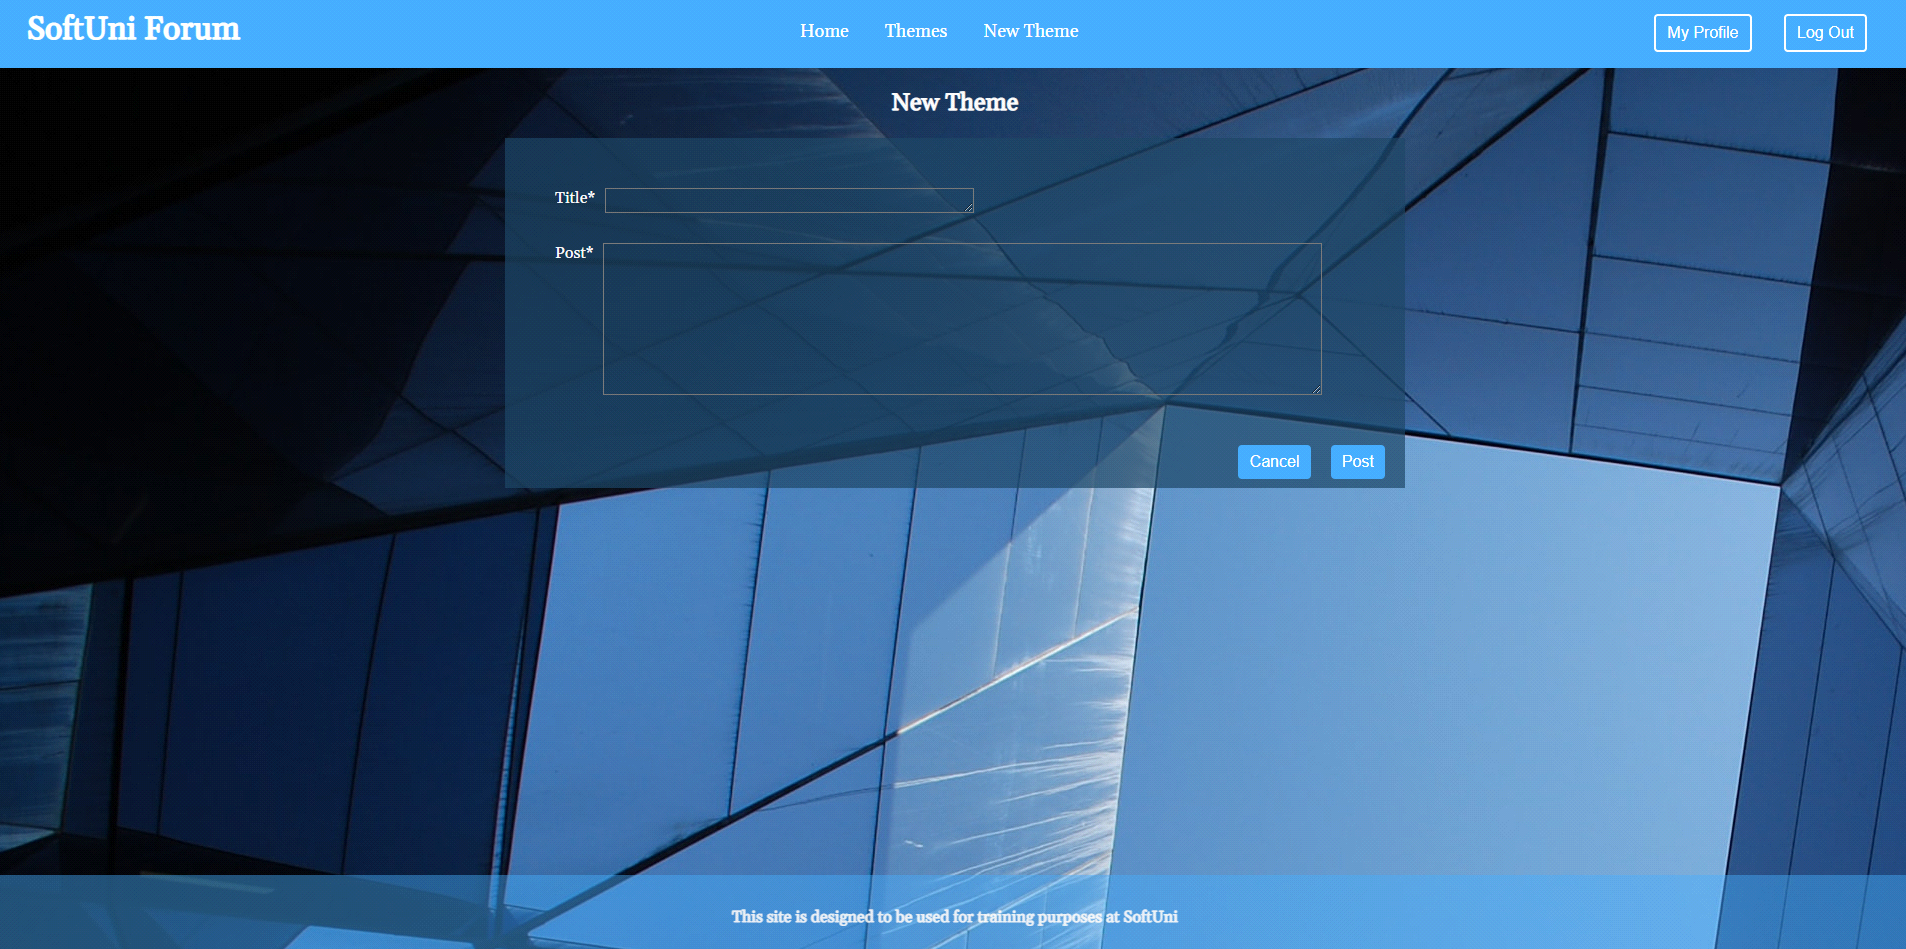 SoftUni Forum
Home
Themes
New Theme
My Profile
Log Out
New Theme
Title*
Post*
Cancel
Post
This site is designed to be used for training purposes at SoftUni